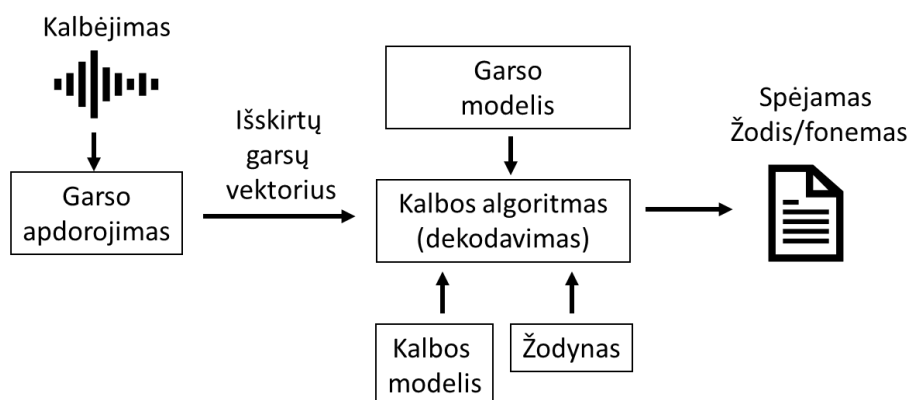 Kalbėjimas
Garso
apdorojimas
Išskirtų
garsų
vektorius
Garso
modelis
Kalbos algoritmas
(dekodavimas)
Kalbos
modelis
Žodynas
Spėjamas
Žodis/fonemas